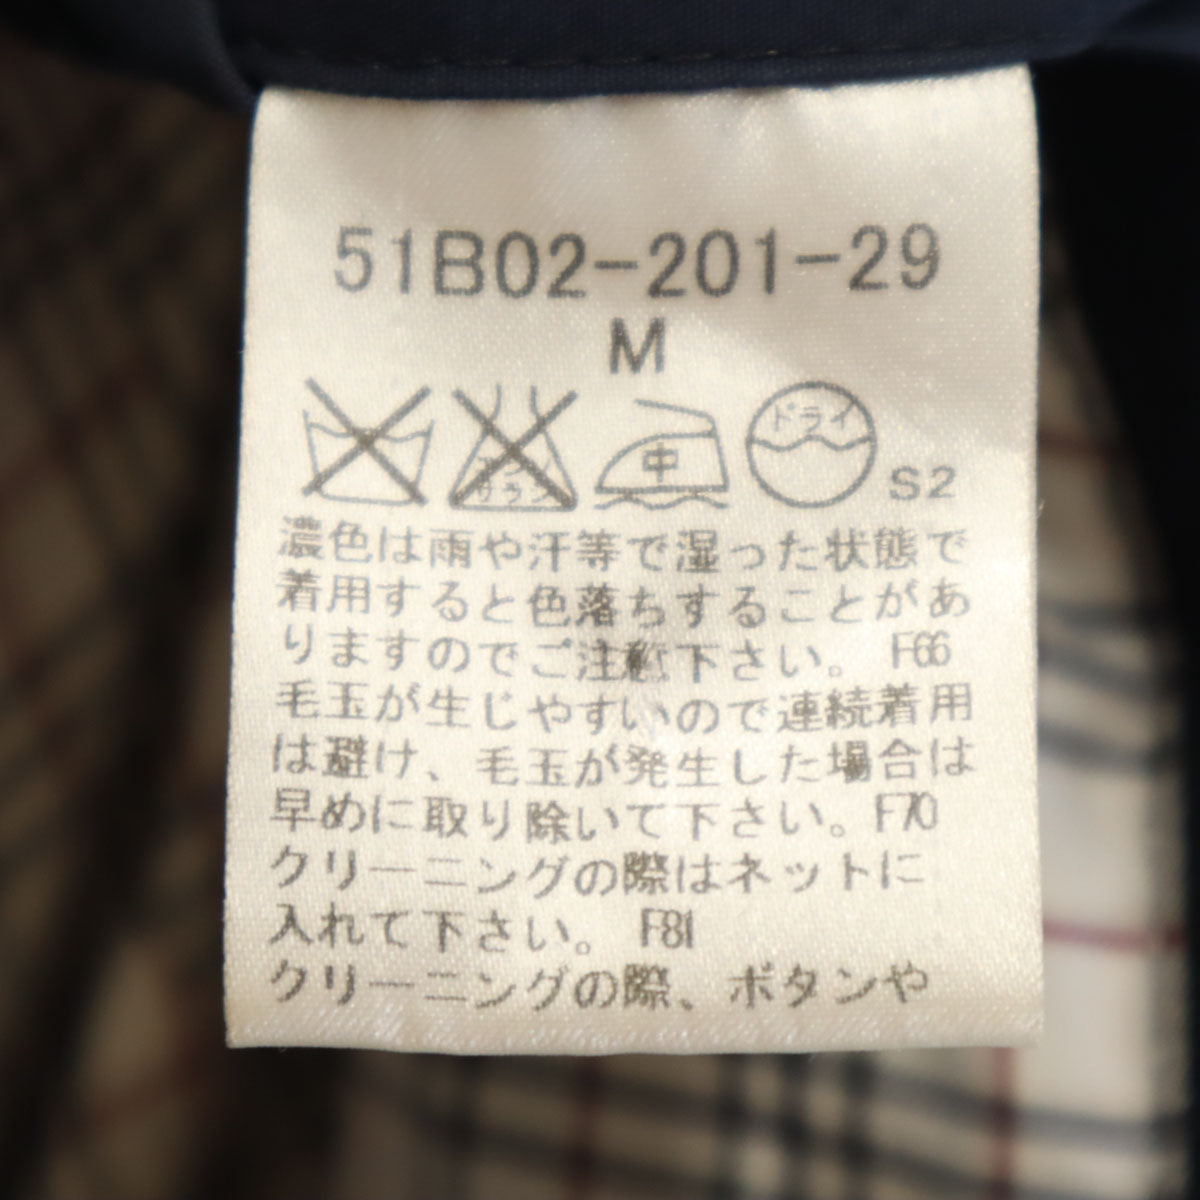 51B02-201-29
M
エンソ
サラシ
中
ドライ
S2
濃色は雨や汗等で湿った状態で
着用すると色落ちすることがあ
りますのでご注意下さい。 F66
毛玉が生じやすいので連続着用
は避け、毛玉が発生した場合は
早めに取り除いて下さい。F70
クリーニングの際はネットに
入れて下さい。 F81
クリーニングの際、ボタンや